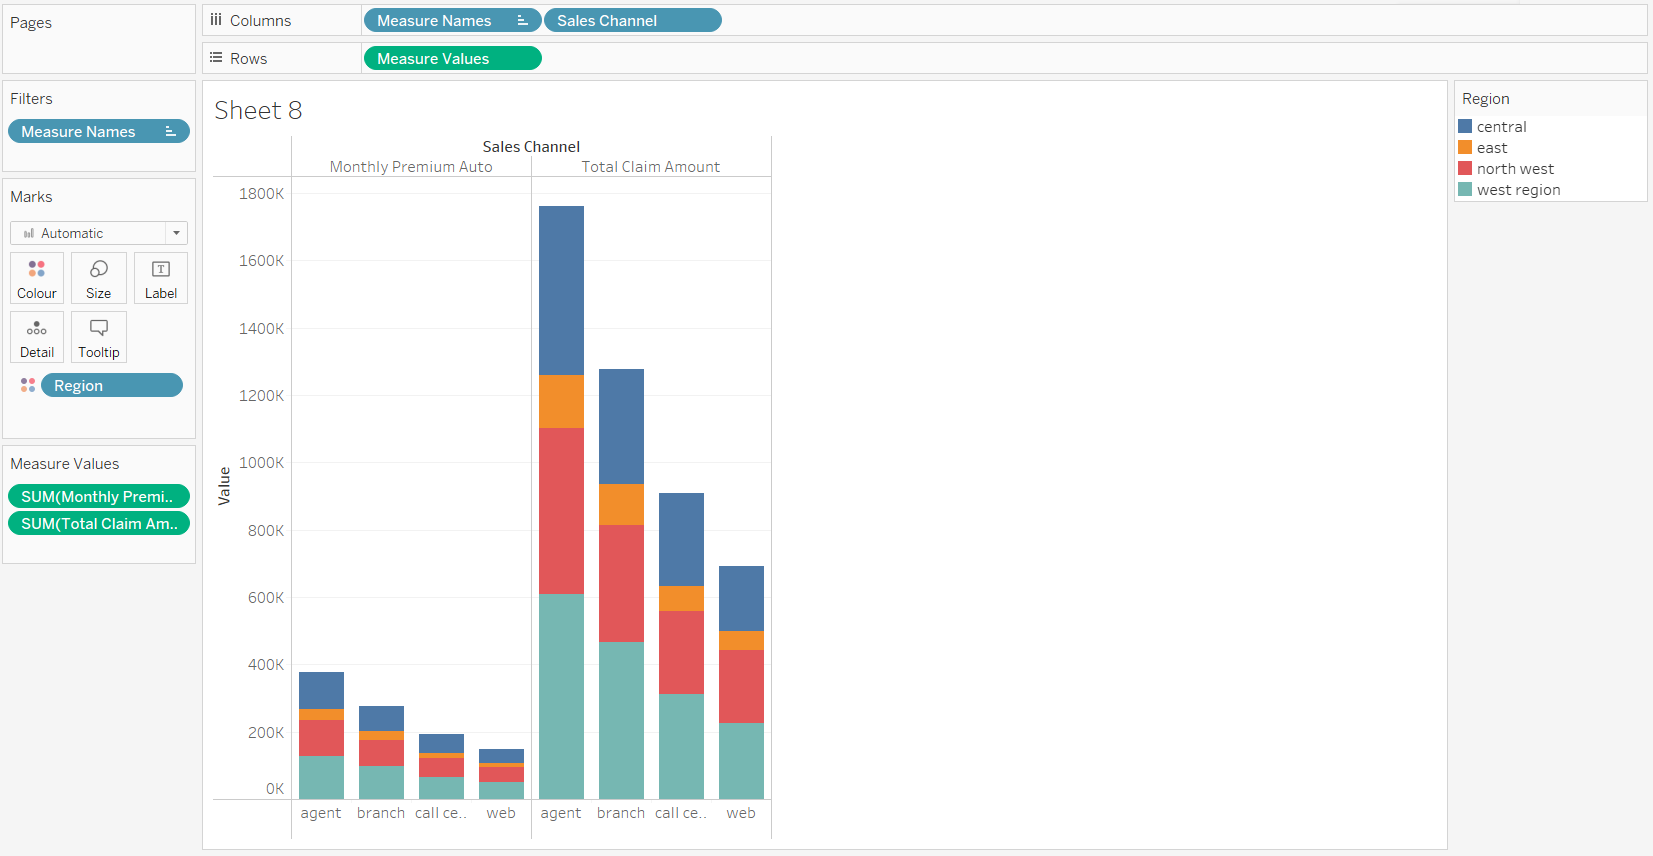 Pages
Columns
Measure Names
Sales Channel
Rows
Measure Values
Filters
Measure Names
Marks
Automatic
Colour
Size
Label
Detail
Tooltip
Region
Measure Values
SUM(Monthly Premi..
SUM(Total Claim Am..
Sheet 8
Sales Channel
Monthly Premium Auto
Total Claim Amount
Value
1800K
1600K
1400K
1200K
1000K
800K
600K
400K
200K
0K
agent branch call ce.. web agent branch call ce.. web
Region
central
east
north west
west region